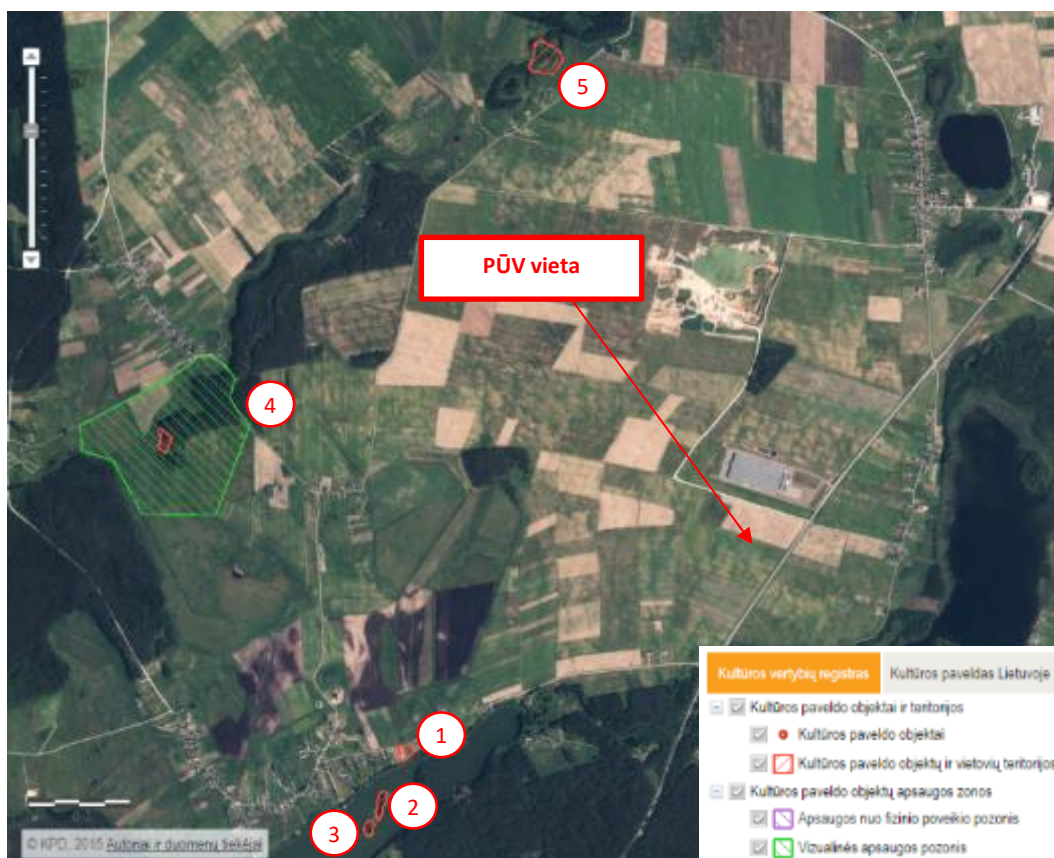 5
PŪV vieta
4
1
2
3
© KPD, 2015 Autoriai ir duomenų tiekėjai
Kultūros vertybių registras Kultūros paveldas Lietuvoje
Kultūros paveldo objektai ir teritorijos
Kultūros paveldo objektai
Kultūros paveldo objektų ir vietovių teritorijos
Kultūros paveldo objektų apsaugos zonos
Apsaugos nuo fizinio poveikio pozonis
Vizualinės apsaugos pozonis